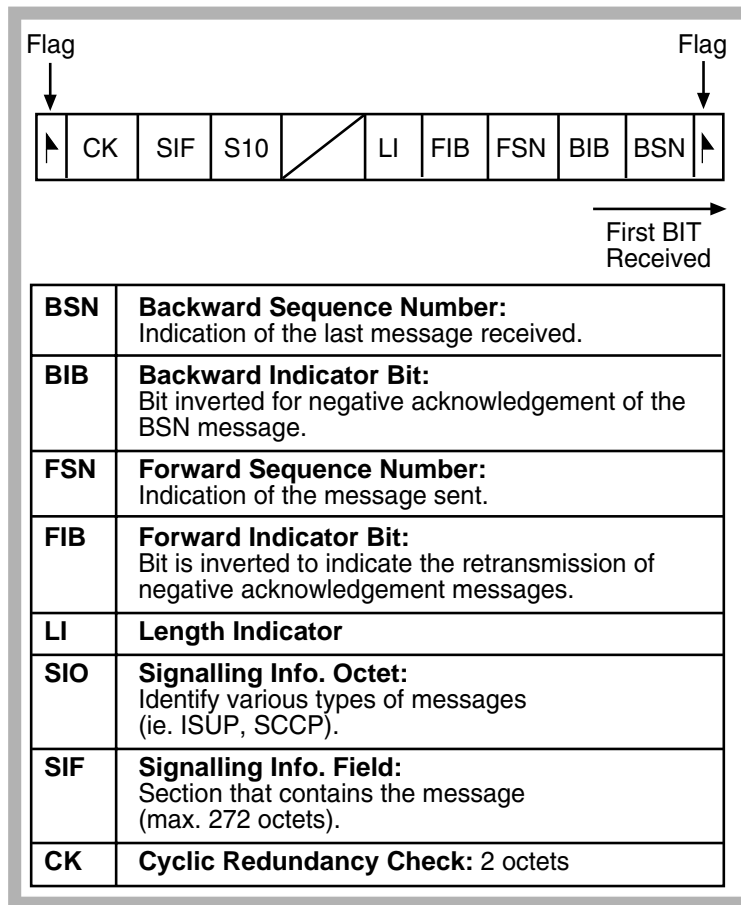 Flag Flag
CK SIF S10 LI FIB FSN BIB BSN
First BIT
Received
BSN Backward Sequence Number:
Indication of the last message received.
BIB Backward Indicator Bit:
Bit inverted for negative acknowledgement of the
BSN message.
FSN Forward Sequence Number:
Indication of the message sent.
FIB Forward Indicator Bit:
Bit is inverted to indicate the retransmission of
negative acknowledgement messages.
LI Length Indicator
SIO Signalling Info. Octet:
Identify various types of messages
(ie. ISUP, SCCP).
SIF Signalling Info. Field:
Section that contains the message
(max. 272 octets).
CK Cyclic Redundancy Check: 2 octets